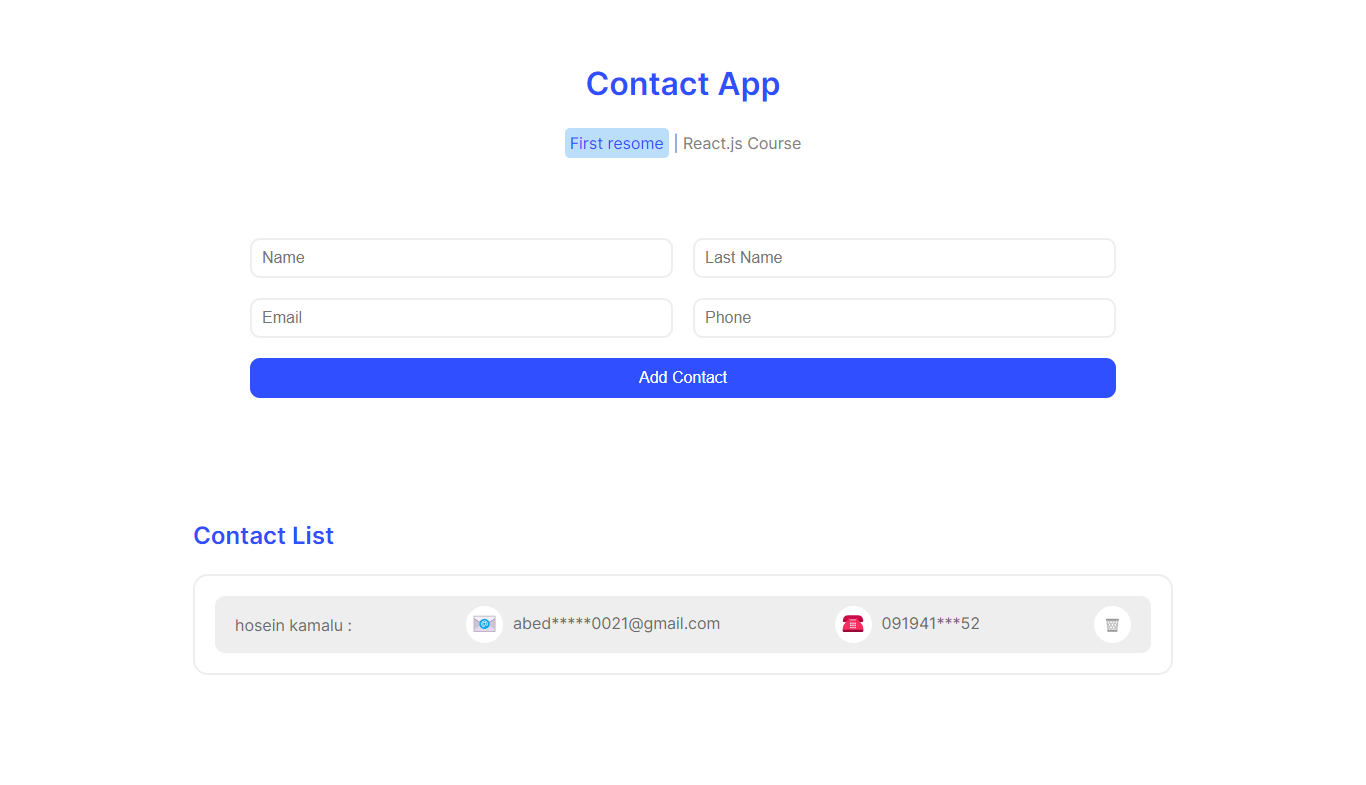 Contact App
First resome | React.js Course
Name Last Name
Email Phone
Add Contact
Contact List
hosein kamalu : abed*****0021@gmail.com 091941***52